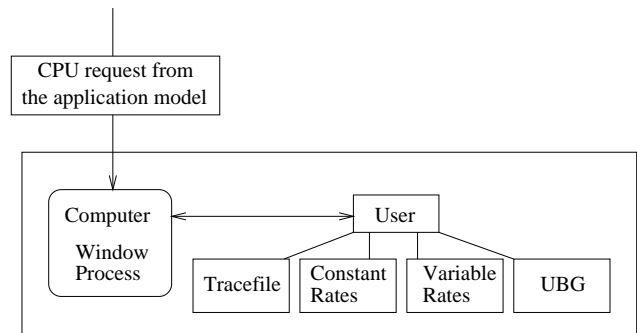 CPU request from
the application model
Computer
Window
Process
User
Tracefile
Constant
Rates
Variable
Rates
UBG